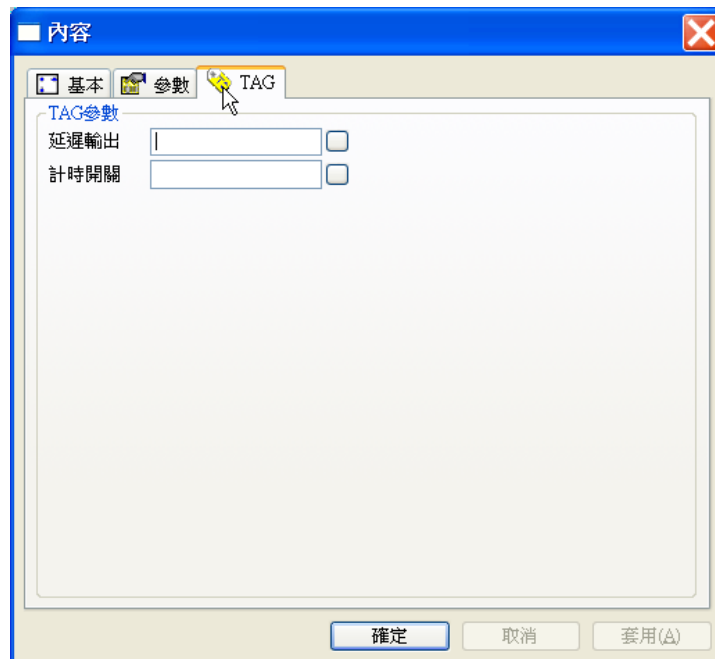 內容
基本 參數 TAG
TAG參數
延遲輸出
計時開關
確定 取消 套用(A)